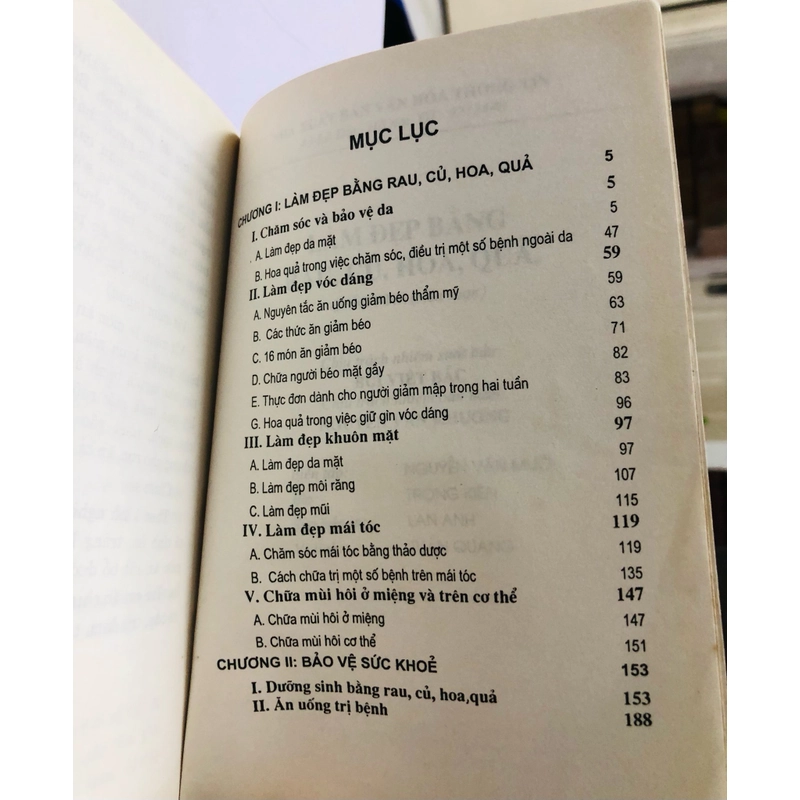 MỤC LỤC
CHƯƠNG I: LÀM ĐẸP BẰNG RAU, CỦ, HOA, QUẢ 5
I. Chăm sóc và bảo vệ da 5
A. Làm đẹp da mặt 5
B. Hoa quả trong việc chăm sóc, điều trị một số bệnh ngoài da 47
II. Làm đẹp vóc dáng 59
A. Nguyên tắc ăn uống giảm béo thẩm mỹ 59
B. Các thức ăn giảm béo 63
C. 16 món ăn giảm béo 71
D. Chữa người béo mặt gầy 82
E. Thực đơn dành cho người giảm mập trong hai tuần 83
G. Hoa quả trong việc giữ gìn vóc dáng 96
III. Làm đẹp khuôn mặt 97
A. Làm đẹp da mặt 97
B. Làm đẹp môi răng 107
C. Làm đẹp mũi 115
IV. Làm đẹp mái tóc 119
A. Chăm sóc mái tóc bằng thảo dược 119
B. Cách chữa trị một số bệnh trên mái tóc 135
V. Chữa mùi hôi ở miệng và trên cơ thể 147
A. Chữa mùi hôi ở miệng 147
B. Chữa mùi hôi cơ thể 151
CHƯƠNG II: BẢO VỆ SỨC KHOẺ 153
I. Dưỡng sinh bằng rau, củ, hoa,quả 153
II. Ăn uống trị bệnh 188